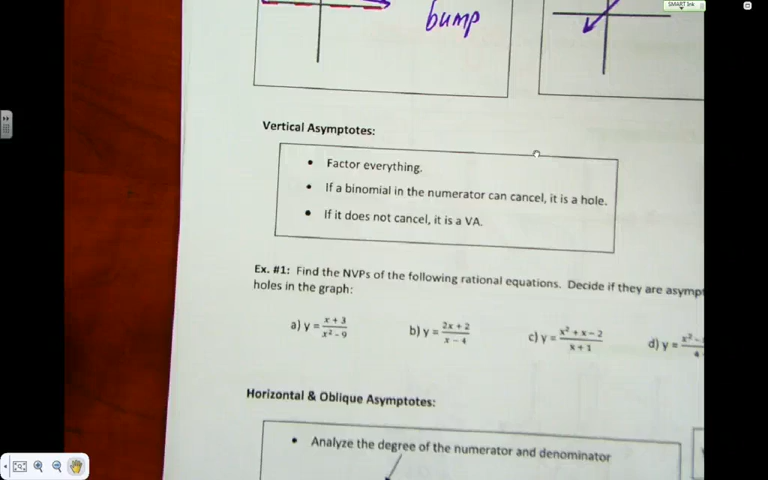 SMART Ink
bump
Vertical Asymptotes:
• Factor everything.
• If a binomial in the numerator can cancel, it is a hole.
• If it does not cancel, it is a VA.
Ex. #1: Find the NVPs of the following rational equations. Decide if they are
holes in the graph:
a) y = (x + 3)/(x² - 9) b) y = (2x + 2)/(x - 4) c) y = (x² + x - 2)/(x + 1) d) y =
Horizontal & Oblique Asymptotes:
• Analyze the degree of the numerator and denominator